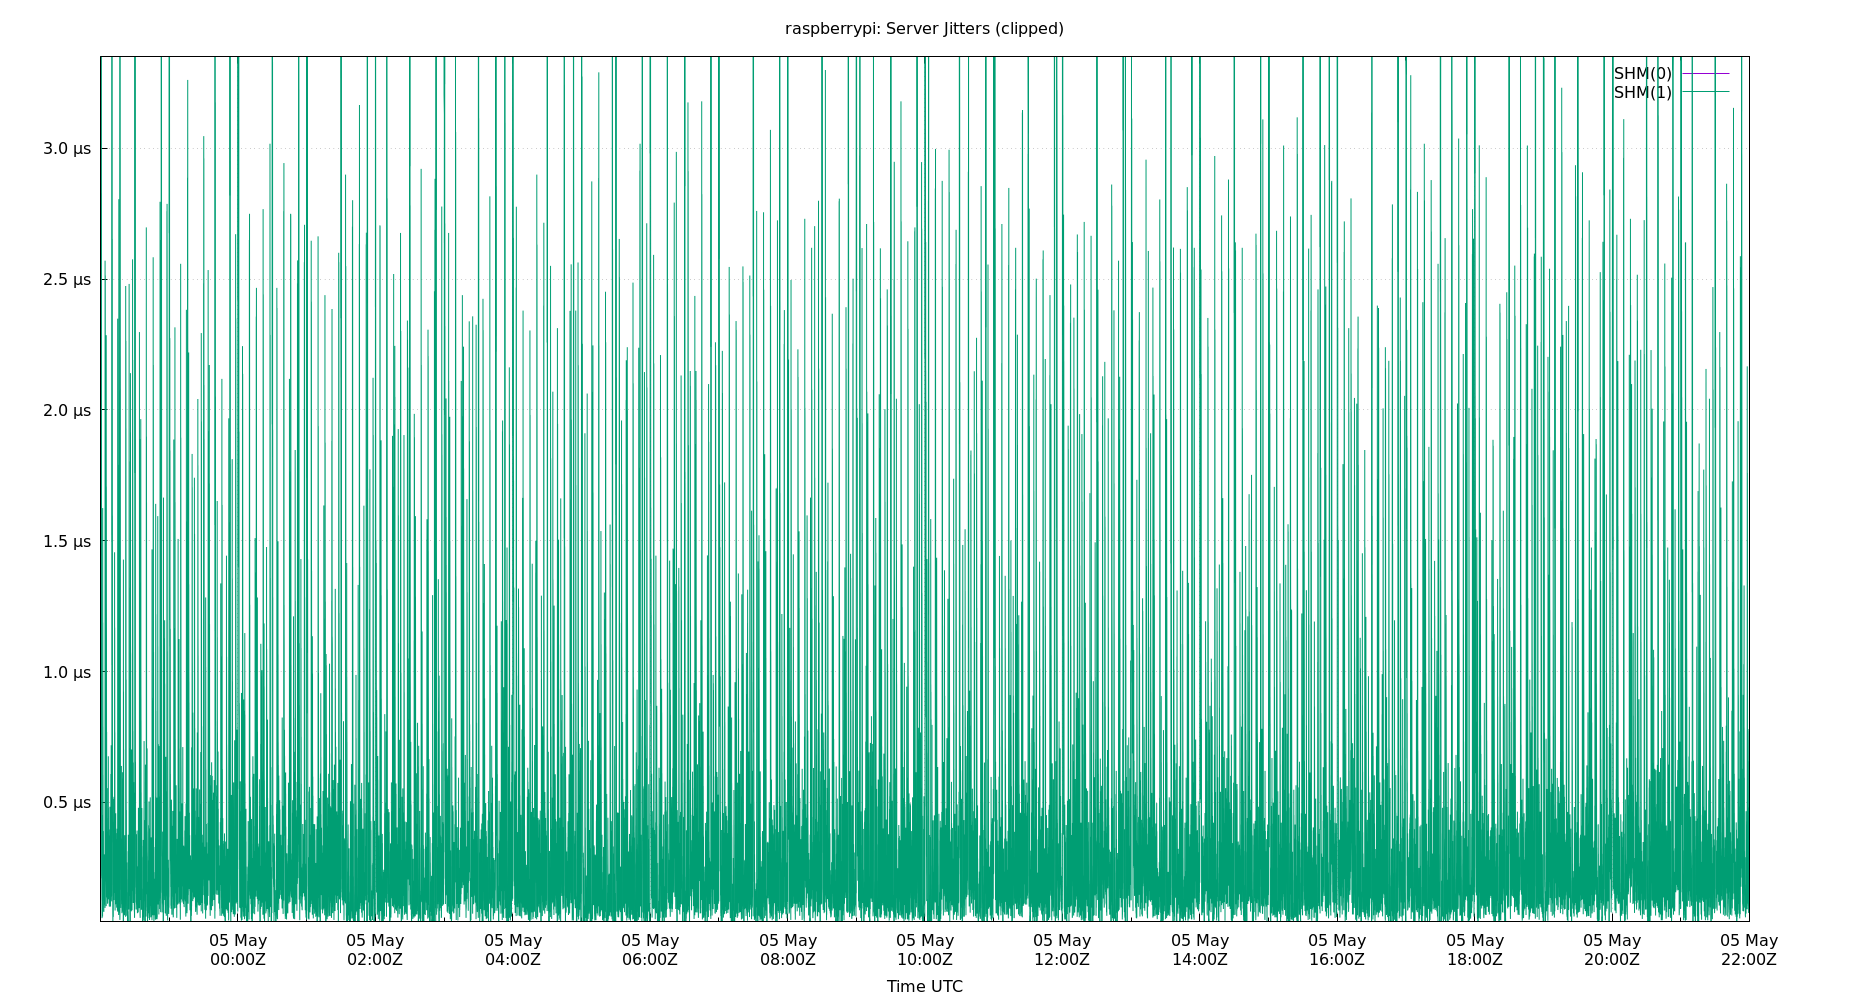 raspberrypi: Server Jitters (clipped)
SHM(0)
SHM(1)
3.0 µs
2.5 µs
2.0 µs
1.5 µs
1.0 µs
0.5 µs
05 May 05 May 05 May 05 May 05 May 05 May 05 May 05 May 05 May 05 May 05 May 05 May
00:00Z 02:00Z 04:00Z 06:00Z 08:00Z 10:00Z 12:00Z 14:00Z 16:00Z 18:00Z 20:00Z 22:00Z
Time UTC